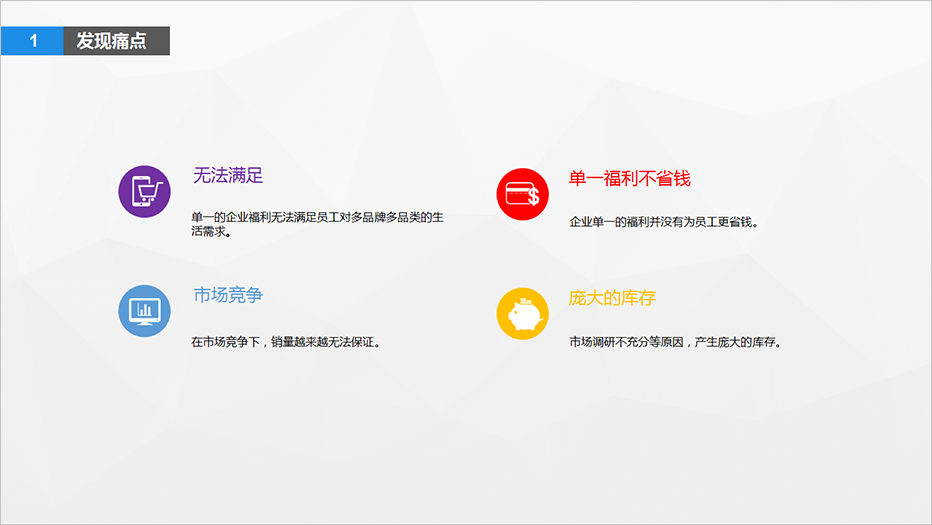 1 发现痛点
无法满足
单一的企业福利无法满足员工对多品牌多品类的生
活需求。
单一福利不省钱
企业单一的福利并没有为员工更省钱。
市场竞争
在市场竞争下，销量越来越无法保证。
庞大的库存
市场调研不充分等原因，产生庞大的库存。